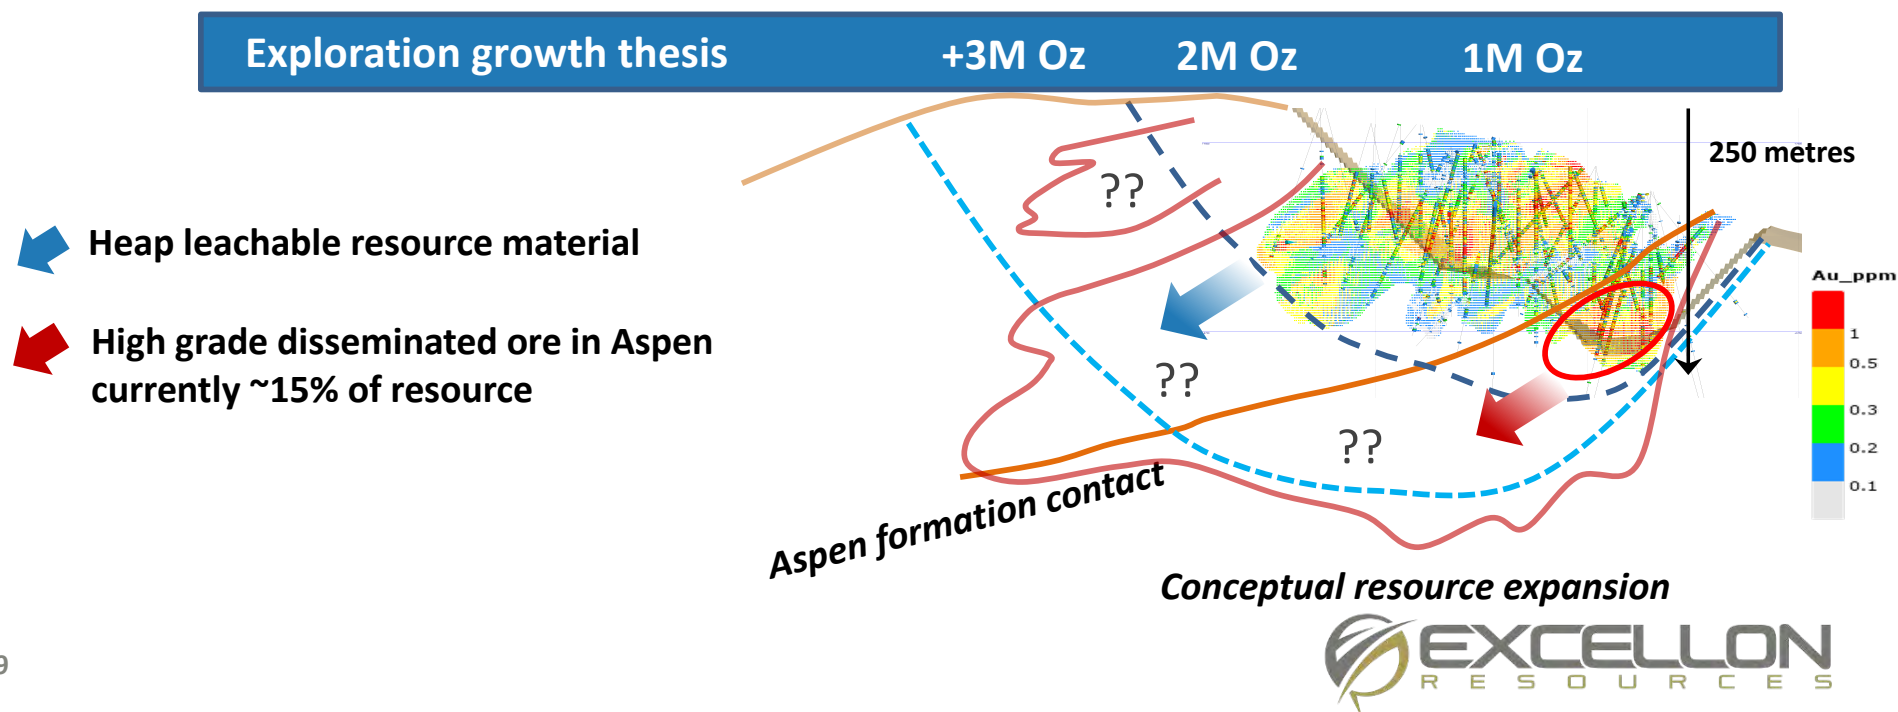 Exploration growth thesis +3M Oz 2M Oz 1M Oz
250 metres
??
Heap leachable resource material
High grade disseminated ore in Aspen
currently ~15% of resource
Au_ppm
1
0.5
0.3
0.2
0.1
??
??
Aspen formation contact
Conceptual resource expansion
EXCELLON
RESOURCES
9